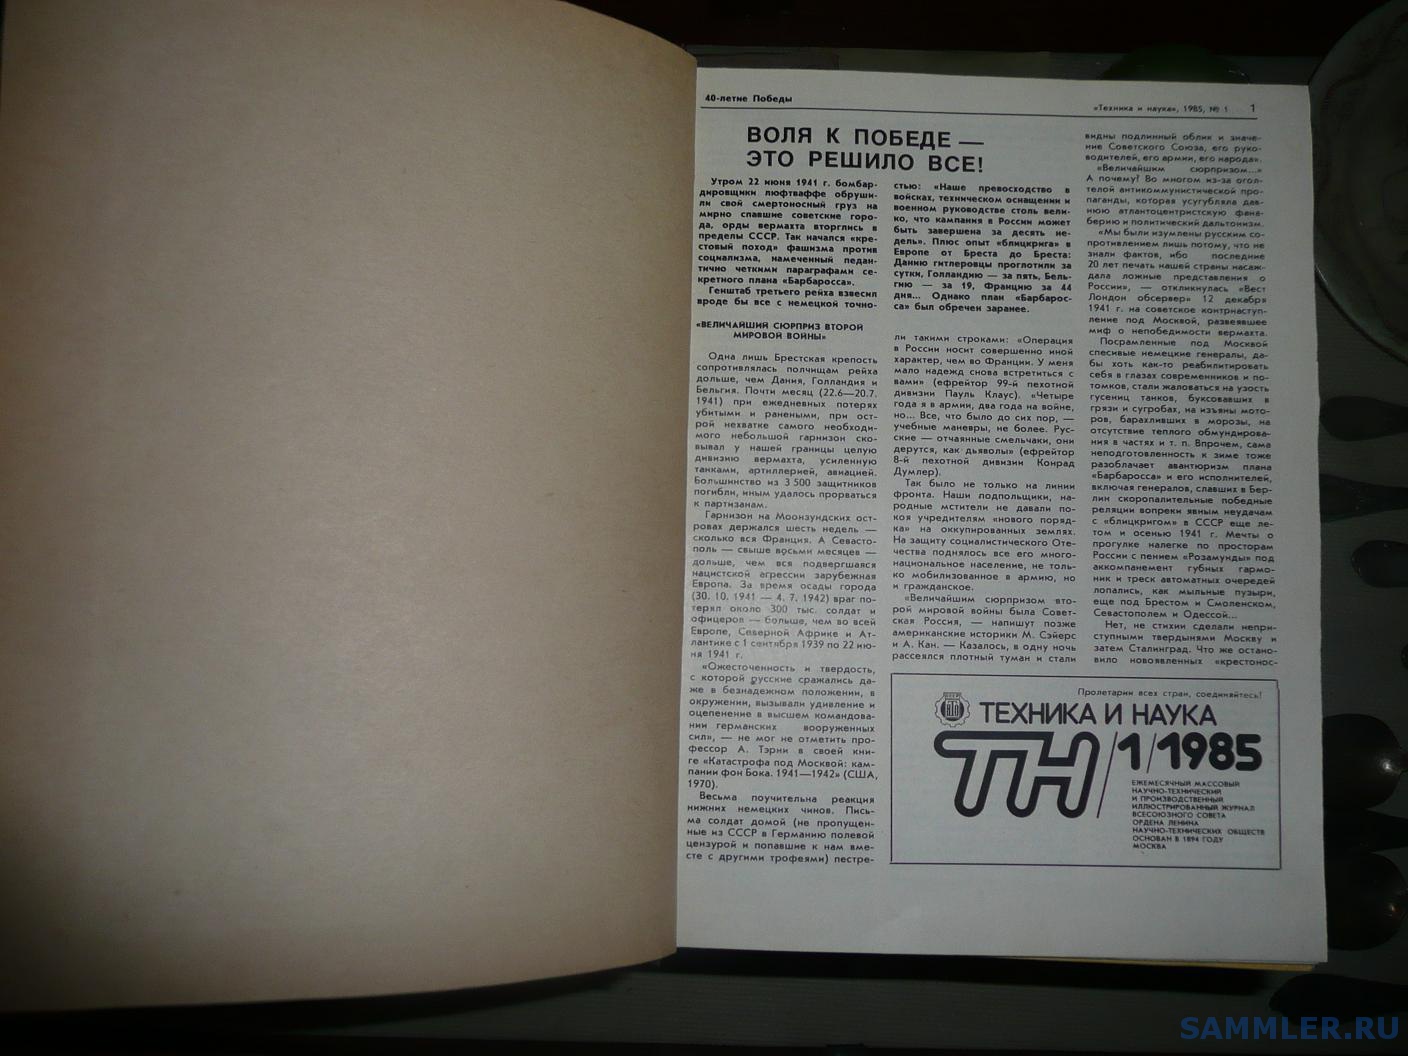 40-летие Победы
«Техника и наука», 1985, № 1 1
ВОЛЯ К ПОБЕДЕ —
ЭТО РЕШИЛО ВСЕ!
Утром 22 июня 1941 г. бомбар-
дировщики люфтваффе обруши-
ли свой смертоносный груз на
мирно спавшие советские горо-
да, орды вермахта вторглись в
пределы СССР. Так начался «кре-
стовый поход» фашизма против
социализма, намеченный педан-
тично четкими параграфами се-
кретного плана «Барбаросса».
Генштаб третьего рейха взвесил
вроде бы все с немецкой точно-
стью: «Наше превосходство в
войсках, техническом оснащении и
военном руководстве столь вели-
ко, что кампания в России может
быть завершена за десять не-
дель». Плюс опыт «блицкрига» в
Европе от Бреста до Бреста:
Данию гитлеровцы проглотили за
сутки, Голландию — за пять, Бель-
гию — за 19, Францию за 44
дня... Однако план «Барбарос-
са» был обречен заранее.
«ВЕЛИЧАЙШИЙ СЮРПРИЗ ВТОРОЙ
МИРОВОЙ ВОЙНЫ»
Одна лишь Брестская крепость
сопротивлялась полчищам рейха
дольше, чем Дания, Голландия и
Бельгия. Почти месяц (22.6—20.7.
1941) при ежедневных потерях
убитыми и ранеными, при ост-
рой нехватке самого необходи-
мого небольшой гарнизон ско-
вывал у нашей границы целую
дивизию вермахта, усиленную
танками, артиллерией, авиацией.
Большинство из 3 500 защитников
погибли, иным удалось прорваться
к партизанам.
Гарнизон на Моонзундских ост-
ровах держался шесть недель —
сколько вся Франция. А Севасто-
поль — свыше восьми месяцев —
дольше, чем вся подвергшаяся
нацистской агрессии зарубежная
Европа. За время осады города
(30. 10. 1941 — 4. 7. 1942) враг по-
терял около 300 тыс. солдат и
офицеров — больше, чем во всей
Европе, Северной Африке и Ат-
лантике с 1 сентября 1939 по 22 ию-
ня 1941 г.
«Ожесточенность и твердость,
с которой русские сражались да-
же в безнадежном положении, в
окружении, вызывали удивление и
оцепенение в высшем командова-
нии германских вооруженных
сил», — не мог не отметить про-
фессор А. Тэрни в своей кни-
ге «Катастрофа под Москвой: кам-
пании фон Бока. 1941—1942» (США,
1970).
Весьма поучительна реакция
нижних немецких чинов. Пись-
ма солдат домой (не пропущен-
ные из СССР в Германию полевой
цензурой и попавшие к нам вме-
сте с другими трофеями) пестре-
ли такими строками: «Операция
в России носит совершенно иной
характер, чем во Франции. У меня
мало надежд снова встретиться с
вами» (ефрейтор 99-й пехотной
дивизии Пауль Клаус). «Четыре
года я в армии, два года на войне,
но... Все, что было до сих пор, —
учебные маневры, не более. Рус-
ские — отчаянные смельчаки, они
дерутся, как дьяволы» (ефрейтор
8-й пехотной дивизии Конрад
Думлер).
Так было не только на линии
фронта. Наши подпольщики, на-
родные мстители не давали по-
коя учредителям «нового поряд-
ка» на оккупированных землях.
На защиту социалистического Оте-
чества поднялось все его много-
национальное население, не толь-
ко мобилизованное в армию, но
и гражданское.
«Величайшим сюрпризом вто-
рой мировой войны была Совет-
ская Россия, — напишут позже
американские историки М. Сэйерс
и А. Кан. — Казалось, в одну ночь
рассеялся плотный туман и стали
видны подлинный облик и значе-
ние Советского Союза, его руко-
водителей, его армии, его народа».
«Величайшим сюрпризом...»
А почему? Во многом из-за огол-
телой антикоммунистической про-
паганды, которая усугубляла дав-
нюю атлантоцентристскую фана-
берию и политический дальтонизм.
«Мы были изумлены русским со-
противлением лишь потому, что не
знали фактов, ибо последние
20 лет печать нашей страны насаж-
дала ложные представления о
России», — откликнулась «Вест
Лондон обсервер» 12 декабря
1941 г. на советское контрнаступ-
ление под Москвой, развеявшее
миф о непобедимости вермахта.
Посрамленные под Москвой
спесивые немецкие генералы, да-
бы хоть как-то реабилитировать
себя в глазах современников и по-
томков, стали жаловаться на узость
гусениц танков, буксовавших в
грязи и сугробах, на изъяны мото-
ров, барахливших в морозы, на
отсутствие теплого обмундирова-
ния в частях и т. п. Впрочем, сама
неподготовленность к зиме тоже
разоблачает авантюризм плана
«Барбаросса» и его исполнителей,
включая генералов, славших в Бер-
лин скоропалительные победные
реляции вопреки явным неудачам
с «блицкригом» в СССР еще ле-
том и осенью 1941 г. Мечты о
прогулке налегке по просторам
России с пением «Розамунды» под
аккомпанемент губных гармо-
ник и треск автоматных очередей
лопались, как мыльные пузыри,
еще под Брестом и Смоленском,
Севастополем и Одессой...
Нет, не стихии сделали непри-
ступными твердынями Москву и
затем Сталинград. Что же остано-
вило новоявленных «крестонос-
Пролетарии всех стран, соединяйтесь!
ВСНТО
ТЕХНИКА И НАУКА
ТН/1/1985
ЕЖЕМЕСЯЧНЫЙ МАССОВЫЙ
НАУЧНО-ТЕХНИЧЕСКИЙ
И ПРОИЗВОДСТВЕННЫЙ
ИЛЛЮСТРИРОВАННЫЙ ЖУРНАЛ
ВСЕСОЮЗНОГО СОВЕТА
ОРДЕНА ЛЕНИНА
НАУЧНО-ТЕХНИЧЕСКИХ ОБЩЕСТВ
ОСНОВАН В 1894 ГОДУ
МОСКВА
SAMMLER.RU